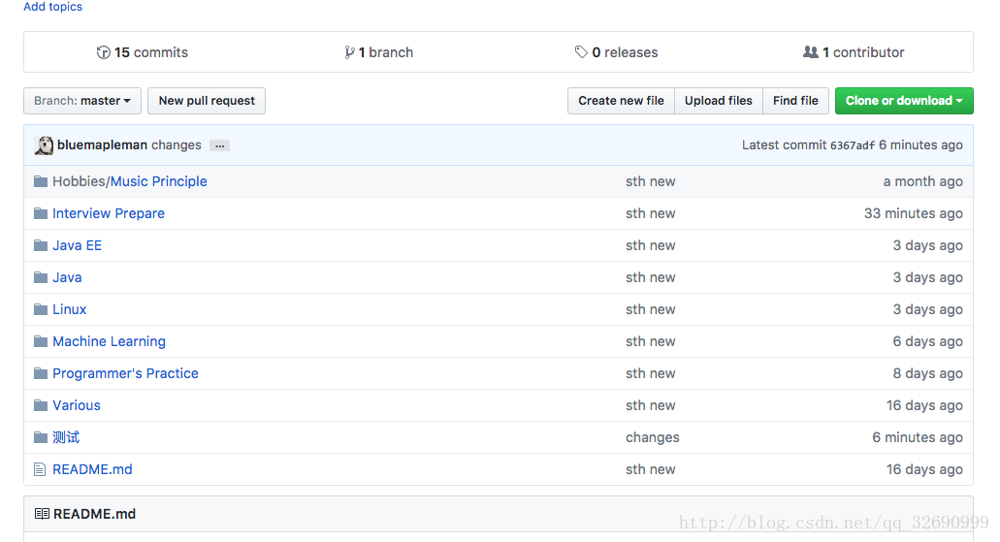 Add topics
15 commits 1 branch 0 releases 1 contributor
Branch: master New pull request Create new file Upload files Find file Clone or download
bluemapleman changes ... Latest commit 6367adf 6 minutes ago
Hobbies/Music Principle sth new a month ago
Interview Prepare sth new 33 minutes ago
Java EE sth new 3 days ago
Java sth new 3 days ago
Linux sth new 3 days ago
Machine Learning sth new 6 days ago
Programmer's Practice sth new 8 days ago
Various sth new 16 days ago
测试 changes 6 minutes ago
README.md sth new 16 days ago
README.md
http://blog.csdn.net/qq_32690999